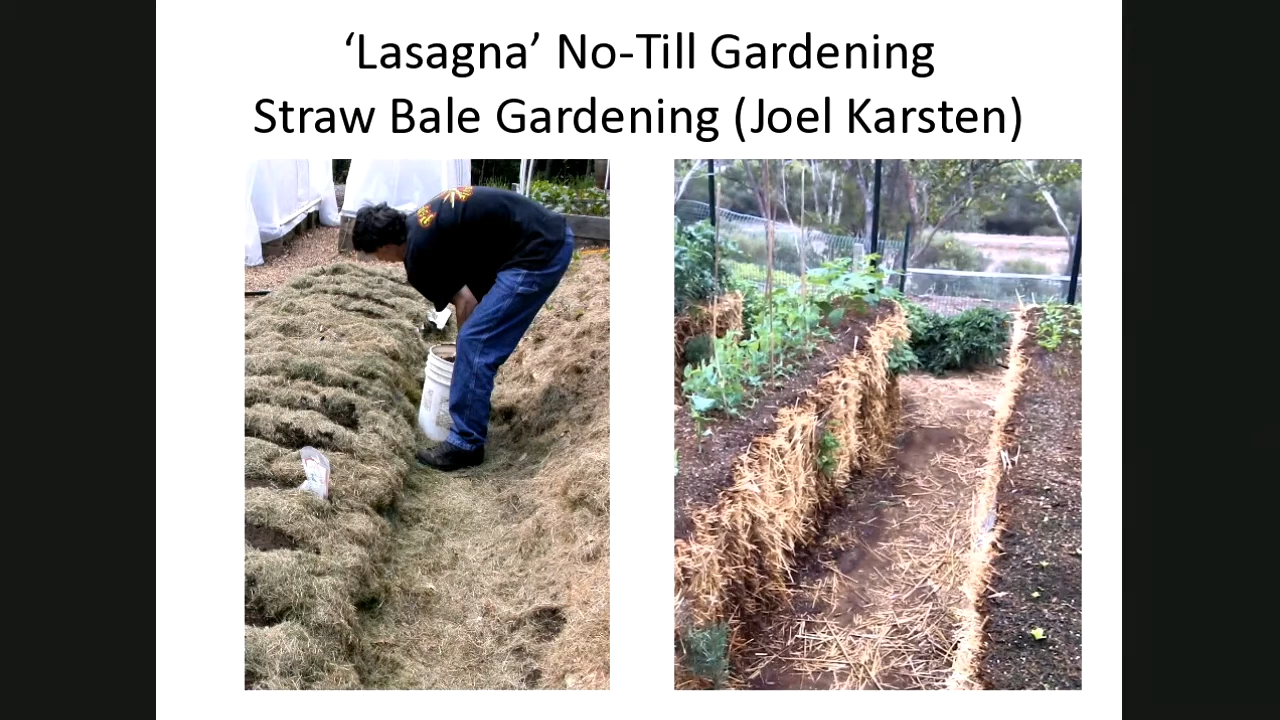 ‘Lasagna’ No-Till Gardening
Straw Bale Gardening (Joel Karsten)